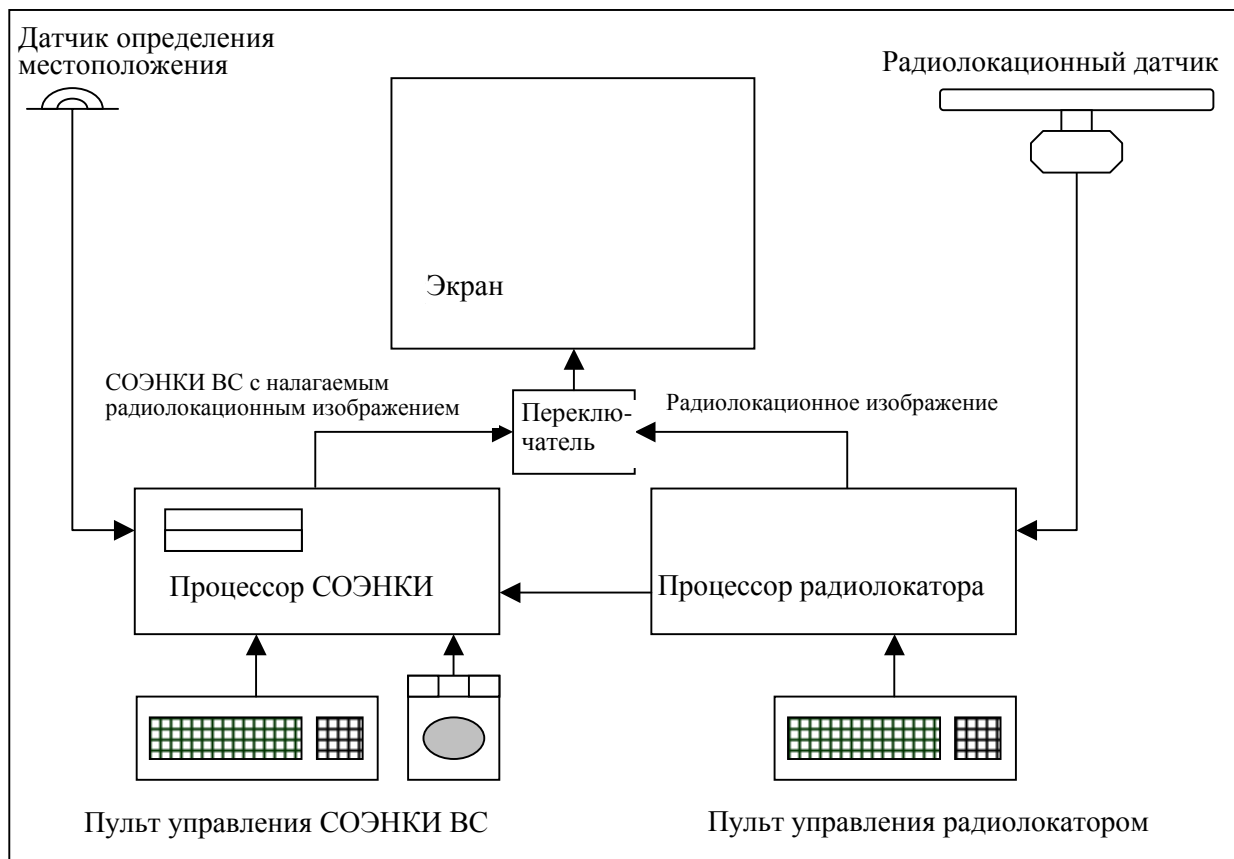 Датчик определения
местоположения
Радиолокационный датчик
Экран
СОЭНКИ ВС с налагаемым
радиолокационным изображением
Переклю-
чатель
Радиолокационное изображение
Процессор СОЭНКИ
Процессор радиолокатора
Пульт управления СОЭНКИ ВС
Пульт управления радиолокатором